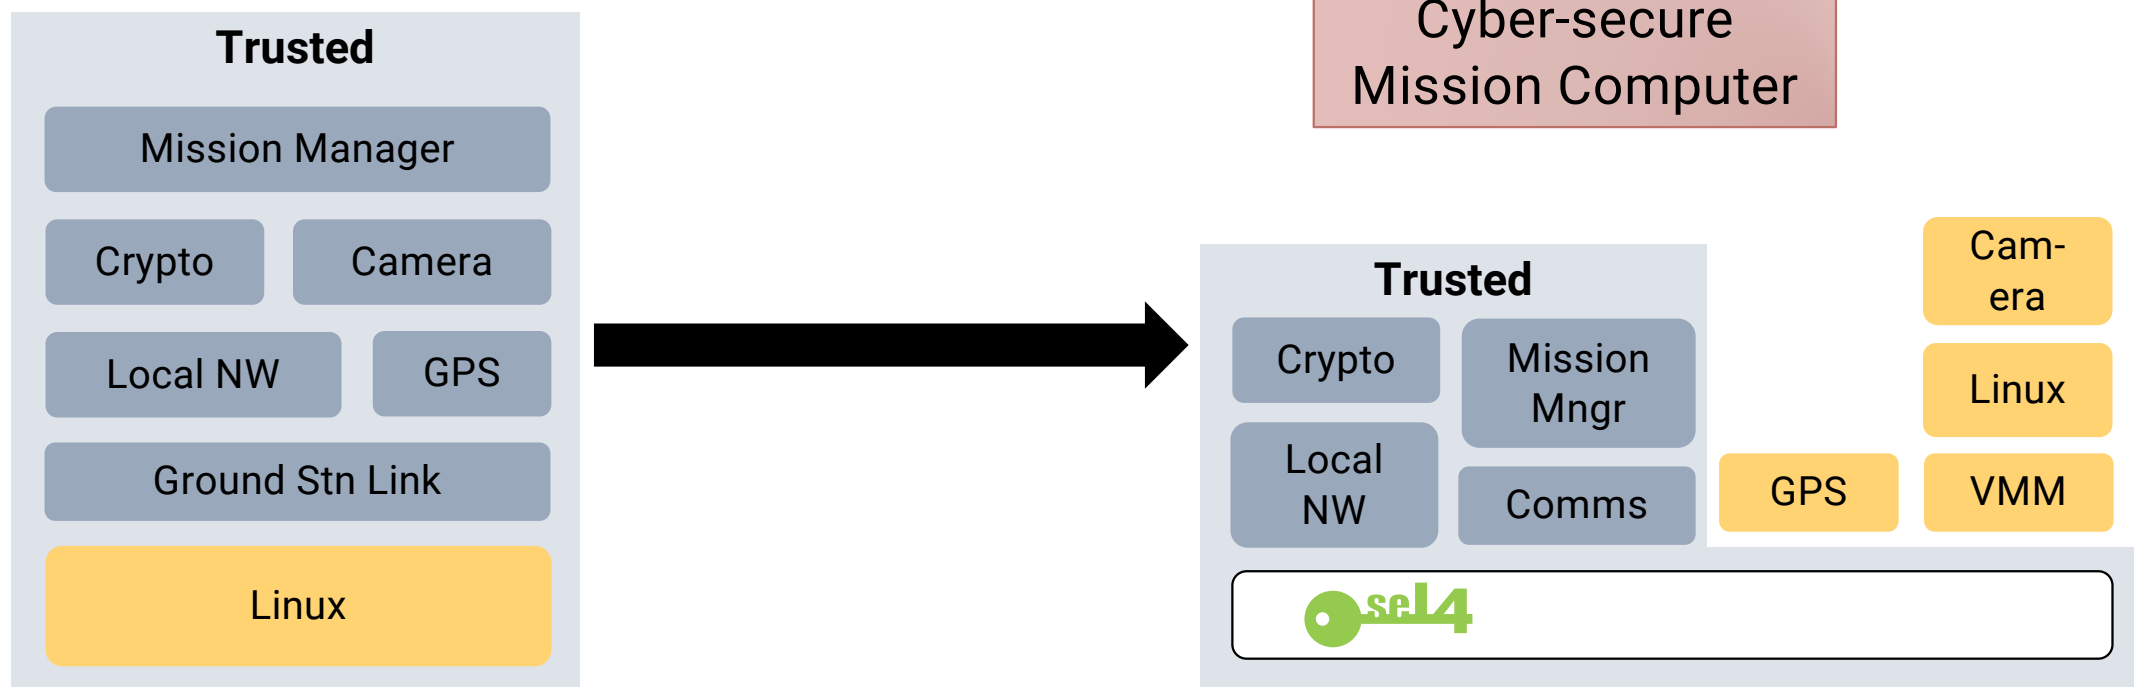 Trusted
Mission Manager
Crypto
Camera
Local NW
GPS
Ground Stn Link
Linux
Cyber-secure
Mission Computer
Trusted
Crypto
Mission
Mngr
Local
NW
Comms
GPS
Cam-
era
Linux
VMM
seL4